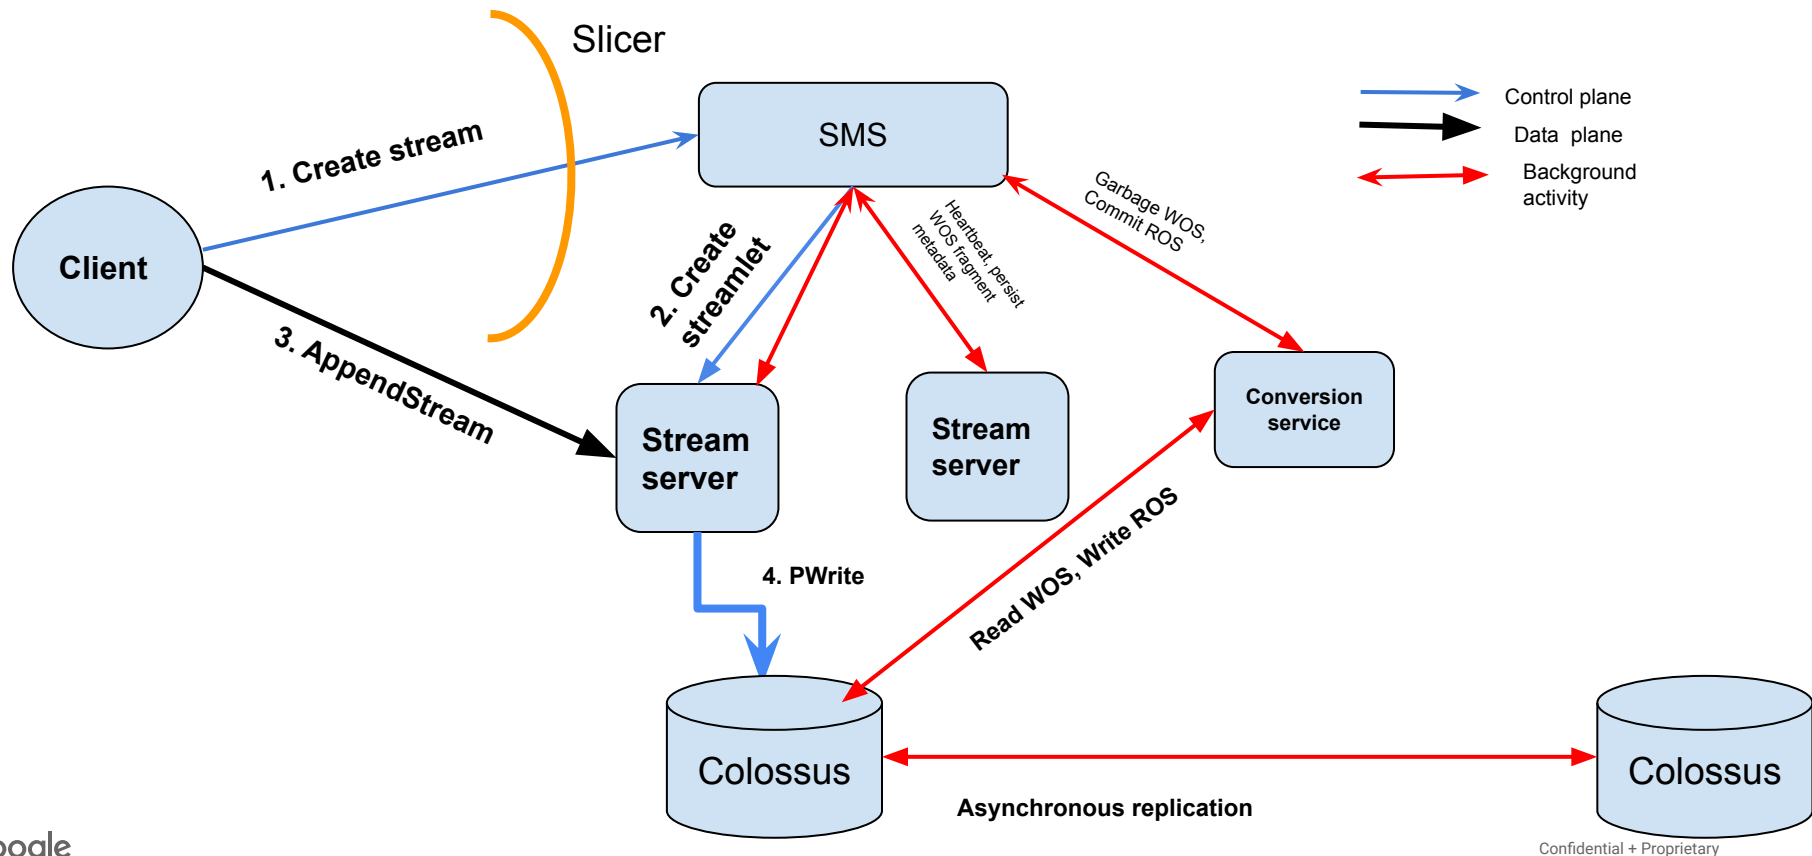 Slicer
1. Create stream
SMS
Control plane
Data plane
Background
activity
Garbage WOS,
Commit ROS
Heartbeat, persist
WOS fragment
metadata
2. Create
streamlet
Client
3. AppendStream
Stream
server
Stream
server
Conversion
service
4. PWrite
Read WOS, Write ROS
Colossus
Colossus
Asynchronous replication
oogle
Confidential + Proprietary